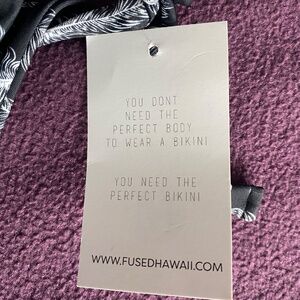 YOU DONT
NEED THE
PERFECT BODY
TO WEAR A BIKINI
YOU NEED THE
PERFECT BIKINI
WWW.FUSEDHAWAII.COM